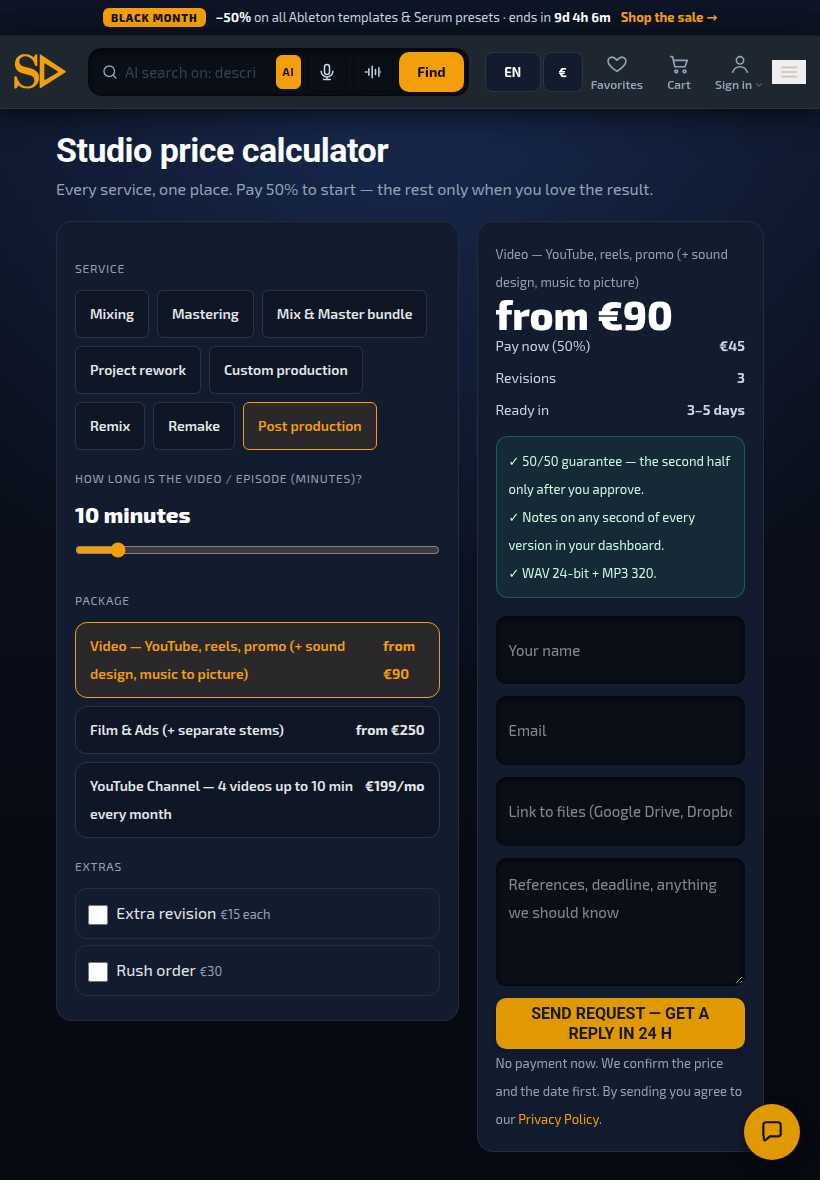 BLACK MONTH −50% on all Ableton templates & Serum presets · ends in 9d 4h 6m Shop the sale →
S
AI search on: descri
AI
Find
EN
€
Favorites
Cart
Sign in
Studio price calculator
Every service, one place. Pay 50% to start — the rest only when you love the result.
SERVICE
Mixing
Mastering
Mix & Master bundle
Project rework
Custom production
Remix
Remake
Post production
HOW LONG IS THE VIDEO / EPISODE (MINUTES)?
10 minutes
PACKAGE
Video — YouTube, reels, promo (+ sound
design, music to picture)
from
€90
Film & Ads (+ separate stems)
from €250
YouTube Channel — 4 videos up to 10 min
every month
€199/mo
EXTRAS
Extra revision €15 each
Rush order €30
Video — YouTube, reels, promo (+ sound
design, music to picture)
from €90
Pay now (50%) €45
Revisions 3
Ready in 3–5 days
✓ 50/50 guarantee — the second half
only after you approve.
✓ Notes on any second of every
version in your dashboard.
✓ WAV 24-bit + MP3 320.
Your name
Email
Link to files (Google Drive, Dropbo
References, deadline, anything
we should know
SEND REQUEST — GET A
REPLY IN 24 H
No payment now. We confirm the price
and the date first. By sending you agree to
our Privacy Policy.